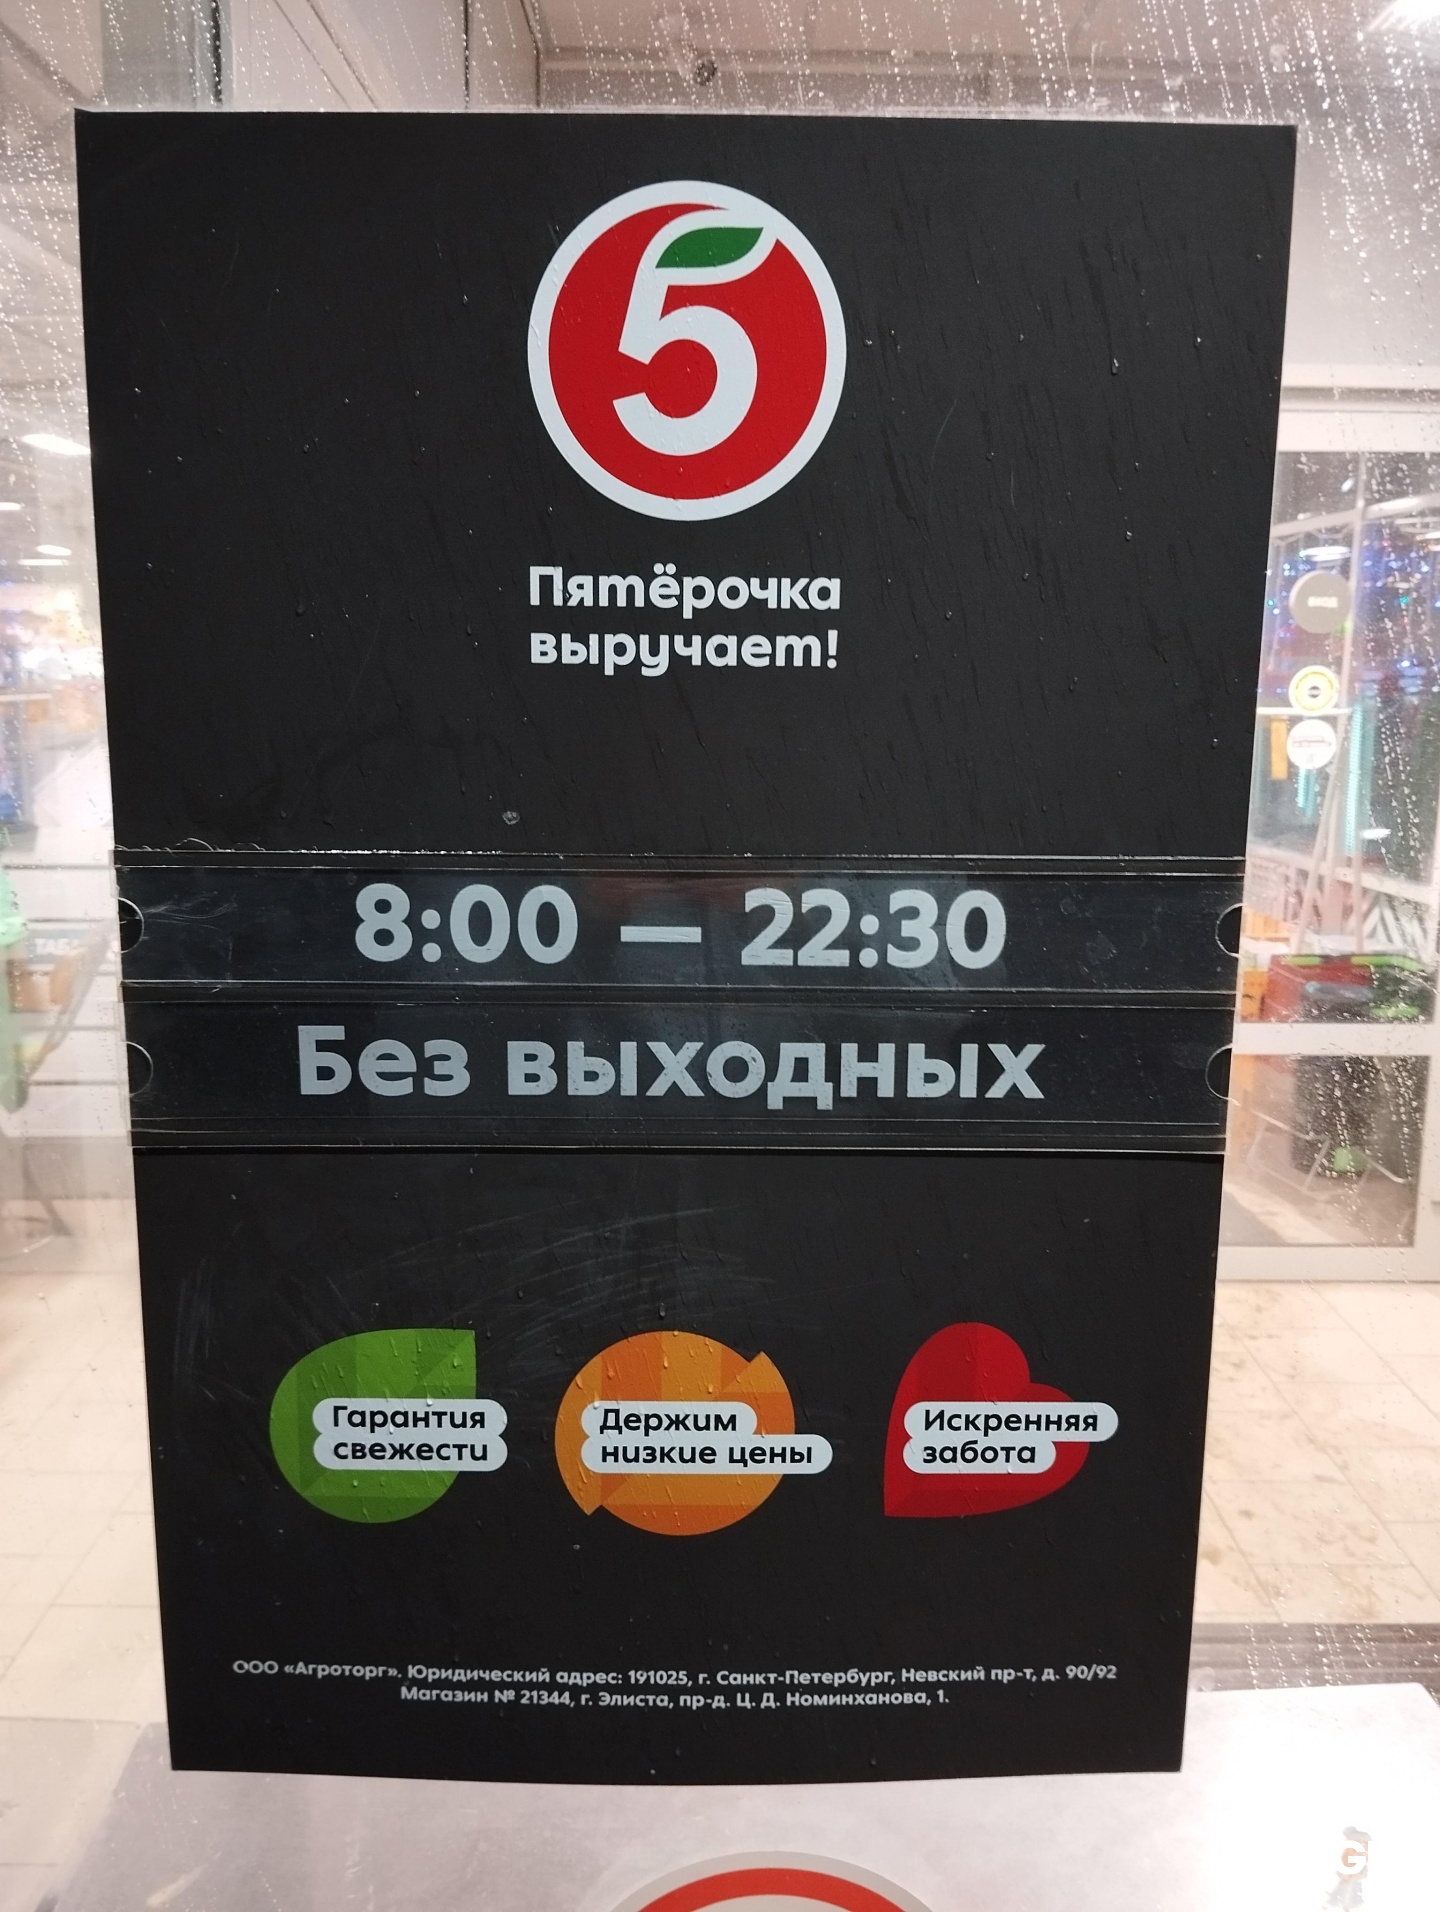 5
Пятёрочка
выручает!
8:00 — 22:30
Без выходных
Гарантия
свежести
Держим
низкие цены
Искренняя
забота
ООО «Агроторг». Юридический адрес: 191025, г. Санкт-Петербург, Невский пр-т, д. 90/92
Магазин № 21344, г. Элиста, пр-д. Ц. Д. Номинханова, 1.
G